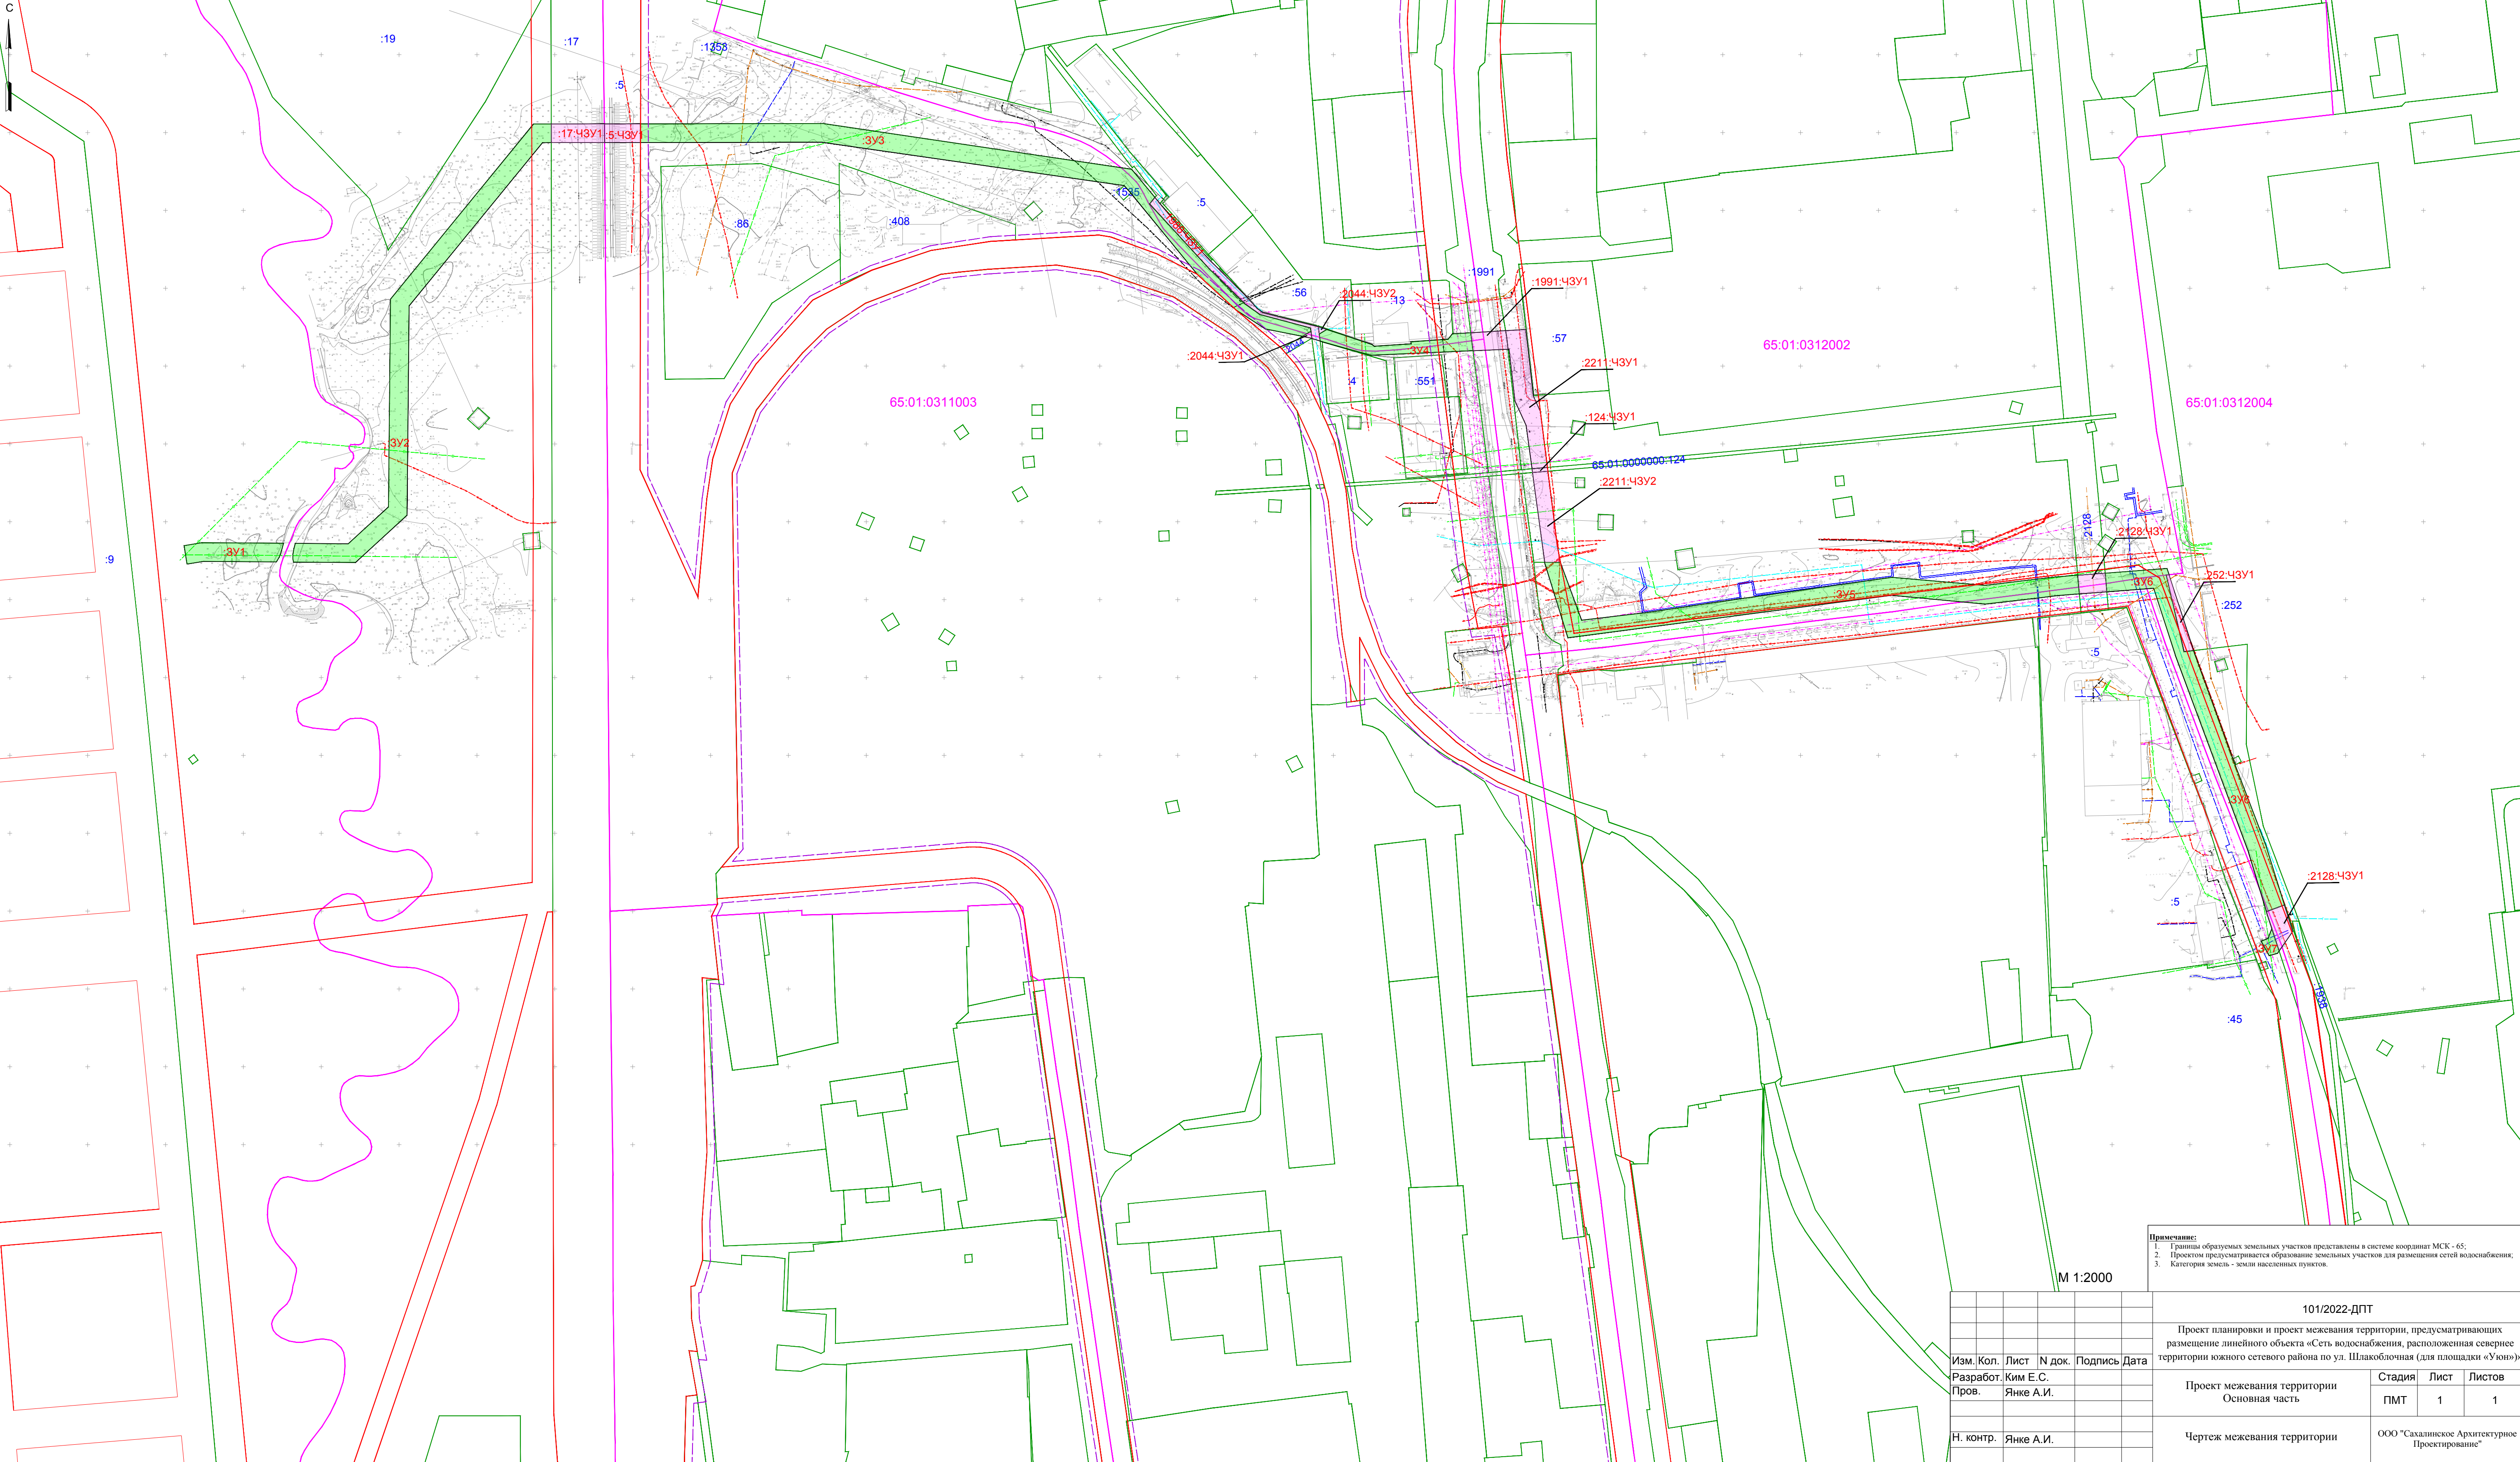 С
:19
:17
:1353
:5
:17:ЧЗУ1
:5:ЧЗУ1
:ЗУ3
:1535
:5
:86
:408
:1991
:56
:2044:ЧЗУ2
:13
:1991:ЧЗУ1
:57
65:01:0312002
:2044
:2044:ЧЗУ1
:ЗУ4
:2211:ЧЗУ1
:4
:551
65:01:0311003
65:01:0312004
:124:ЧЗУ1
:ЗУ2
65:01:0000000:124
:2211:ЧЗУ2
:2128
:2128:ЧЗУ1
:ЗУ1
:9
:252:ЧЗУ1
:ЗУ6
:ЗУ5
:252
:5
:ЗУ6
:2128:ЧЗУ1
:5
:ЗУ7
:1938
:45
Примечание:
1. Границы образуемых земельных участков представлены в системе координат МСК - 65;
2. Проектом предусматривается образование земельных участков для размещения сетей водоснабжения;
3. Категория земель - земли населенных пунктов.
М 1:2000
101/2022-ДПТ
Проект планировки и проект межевания территории, предусматривающих
размещение линейного объекта «Сеть водоснабжения, расположенная севернее
территории южного сетевого района по ул. Шлакоблочная (для площадки «Уюн»)»
Изм. Кол. Лист N док. Подпись Дата
Разработ. Ким Е.С.
Пров. Янке А.И.
Проект межевания территории
Основная часть
Стадия Лист Листов
ПМТ 1 1
Н. контр. Янке А.И.
Чертеж межевания территории
ООО "Сахалинское Архитектурное
Проектирование"